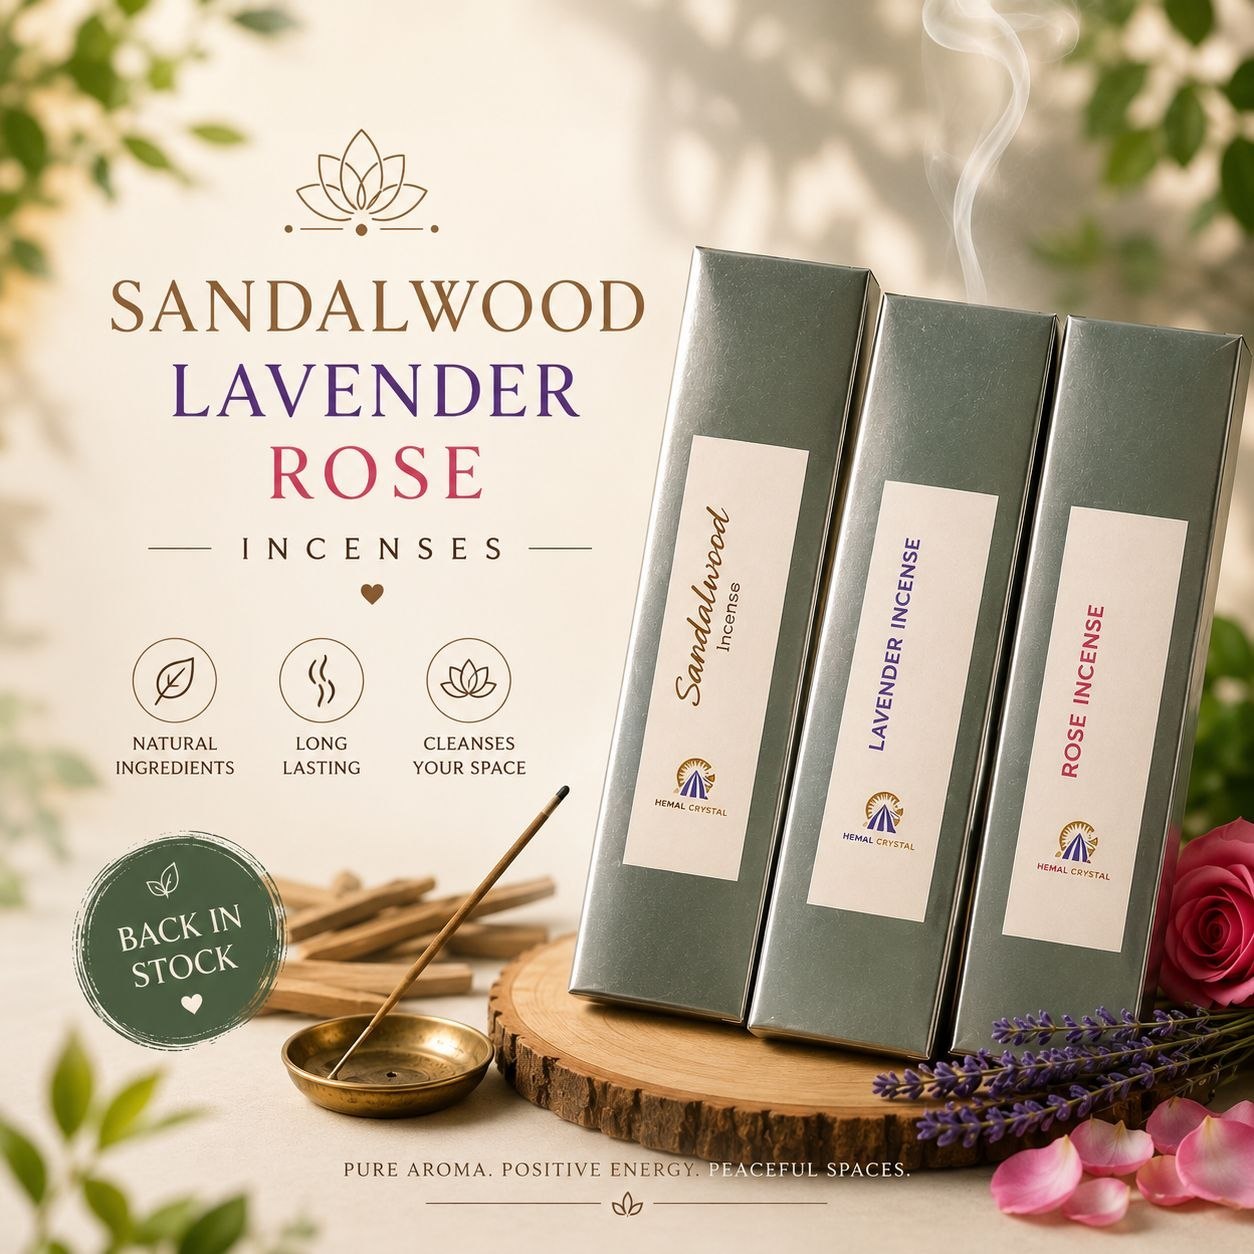 SANDALWOOD
LAVENDER
ROSE
INCENSES
NATURAL
INGREDIENTS
LONG
LASTING
CLEANSES
YOUR SPACE
BACK IN
STOCK
Sandalwood
Incense
HEMAL CRYSTAL
LAVENDER INCENSE
HEMAL CRYSTAL
ROSE INCENSE
HEMAL CRYSTAL
PURE AROMA. POSITIVE ENERGY. PEACEFUL SPACES.